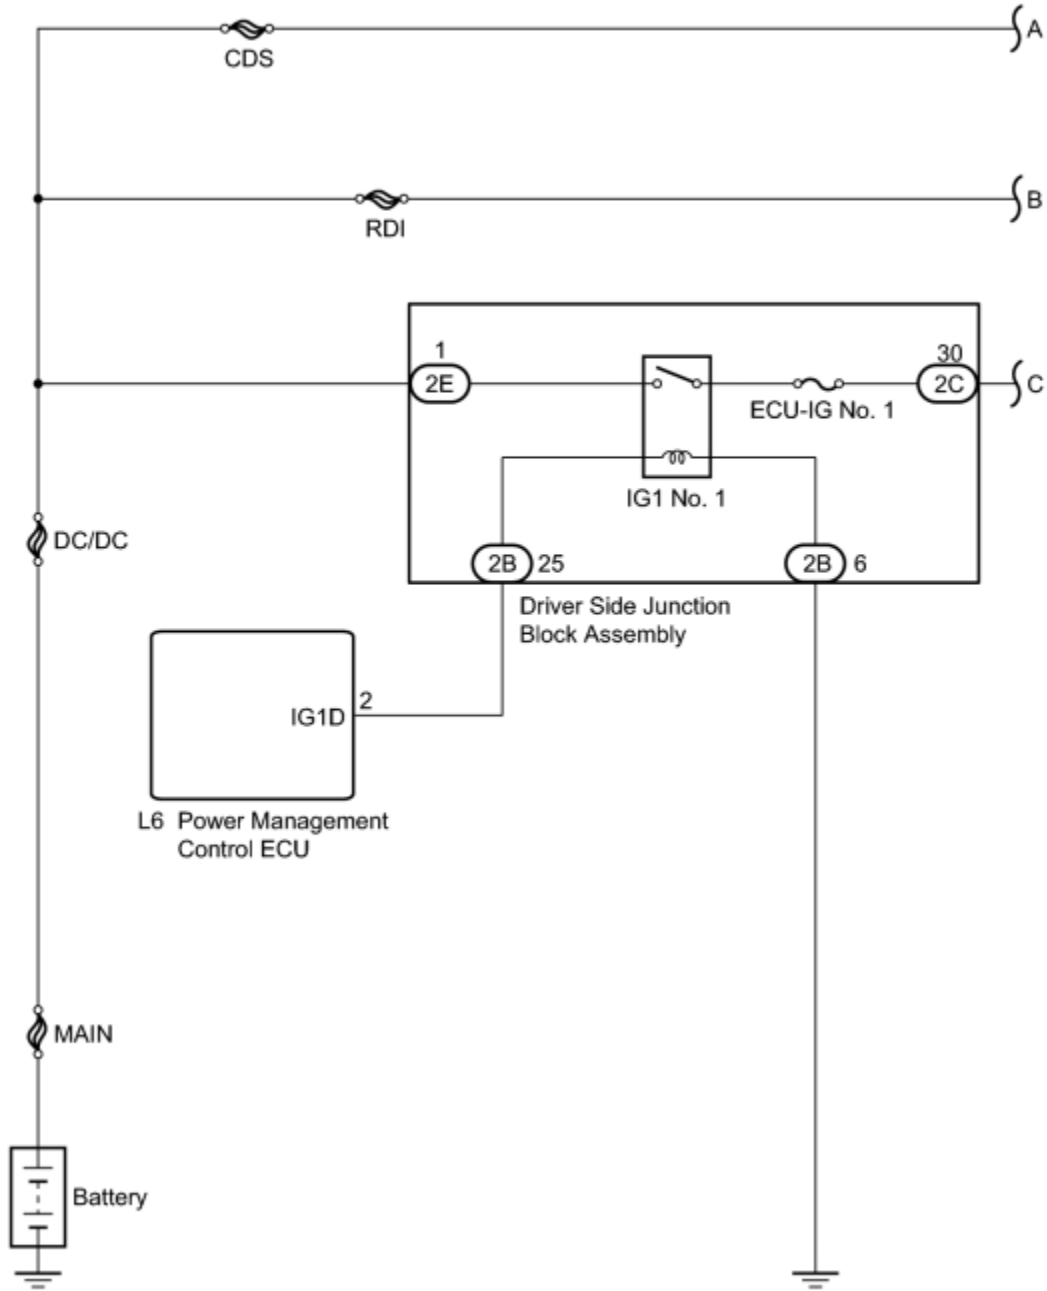 A
CDS
B
RDI
1
30
2E
2C
C
ECU-IG No. 1
IG1 No. 1
DC/DC
2B 25
2B 6
Driver Side Junction
Block Assembly
2
IG1D
L6 Power Management
Control ECU
MAIN
Battery